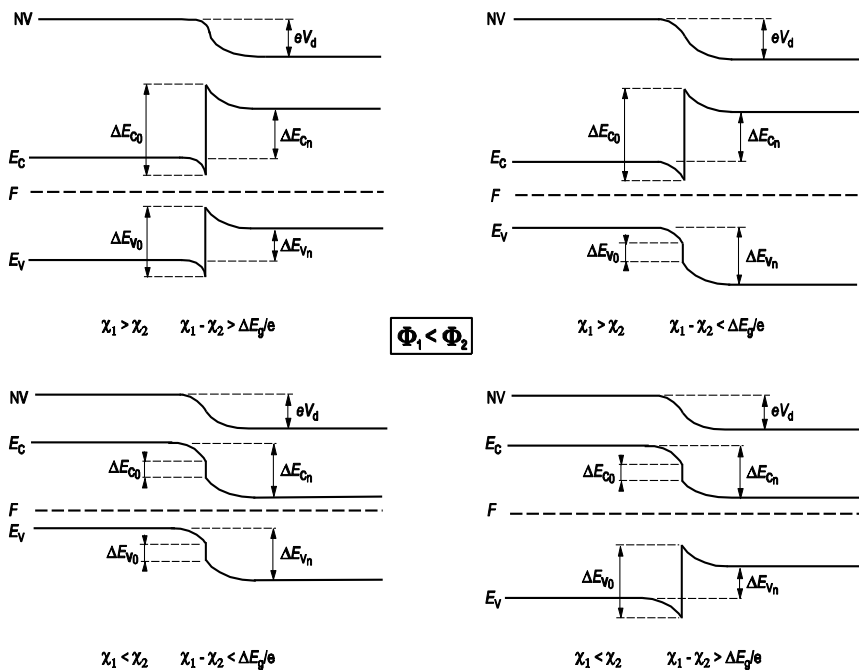 NV
eV_d
ΔE_C0
ΔE_Cn
E_C
F
ΔE_V0
ΔE_Vn
E_V
χ₁ > χ₂ χ₁ - χ₂ > ΔE_g/e
NV
eV_d
ΔE_C0
ΔE_Cn
E_C
F
E_V
ΔE_V0
ΔE_Vn
χ₁ > χ₂ χ₁ - χ₂ < ΔE_g/e
Φ₁ < Φ₂
NV
eV_d
E_C
ΔE_C0
ΔE_Cn
F
E_V
ΔE_V0
ΔE_Vn
χ₁ < χ₂ χ₁ - χ₂ < ΔE_g/e
NV
eV_d
E_C
ΔE_C0
ΔE_Cn
F
ΔE_V0
ΔE_Vn
E_V
χ₁ < χ₂ χ₁ - χ₂ > ΔE_g/e